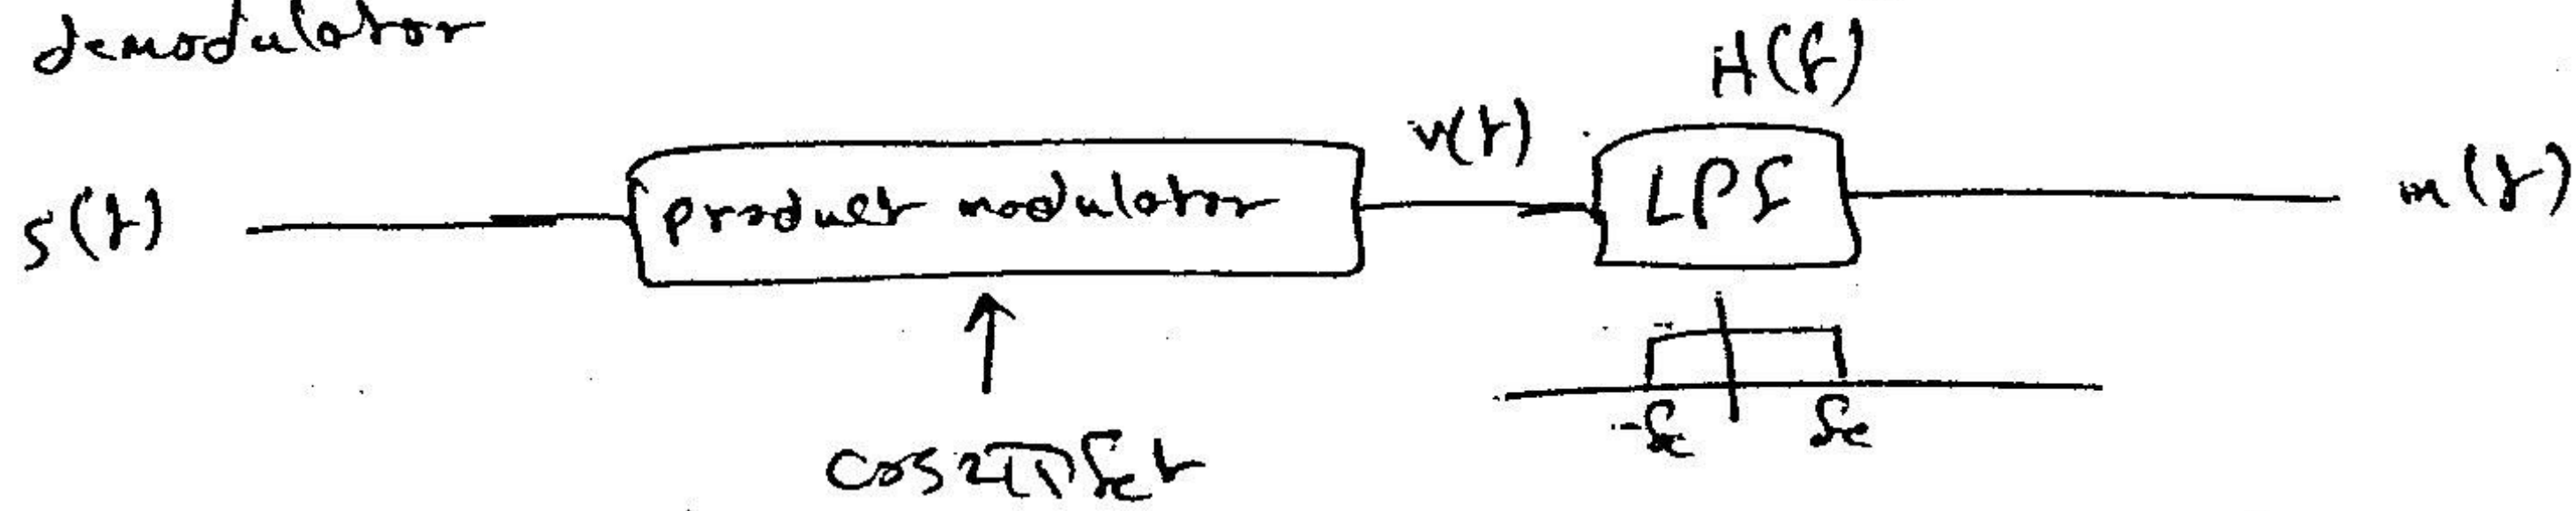 demodulator
H(f)
v(t)
s(t) product modulator LPF m(t)
-fc fc
cos2πfct